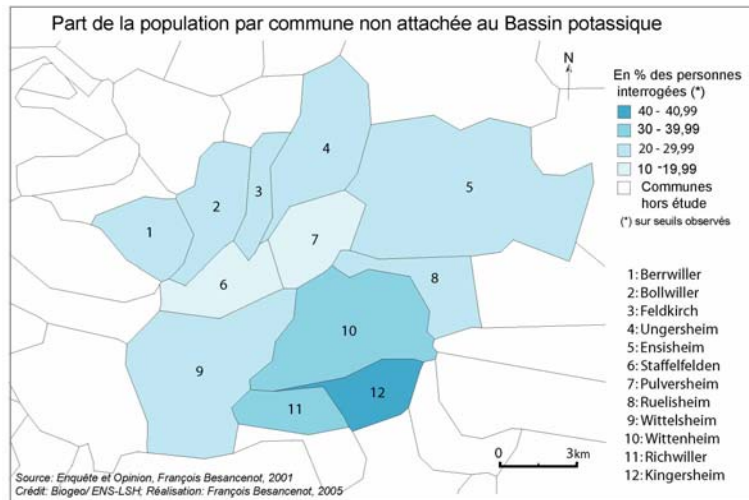 Part de la population par commune non attachée au Bassin potassique
N
En % des personnes
interrogées (*)
40 - 40,99
30 - 39,99
20 - 29,99
10 -19,99
Communes
hors étude
(*) sur seuils observés
1
2
3
4
5
6
7
8
9
10
11
12
1: Berrwiller
2: Bollwiller
3: Feldkirch
4: Ungersheim
5: Ensisheim
6: Staffelfelden
7: Pulversheim
8: Ruelisheim
9: Wittelsheim
10: Wittenheim
11: Richwiller
12: Kingersheim
0 3km
Source: Enquête et Opinion, François Besancenot, 2001
Crédit: Biogeo/ ENS-LSH; Réalisation: François Besancenot, 2005